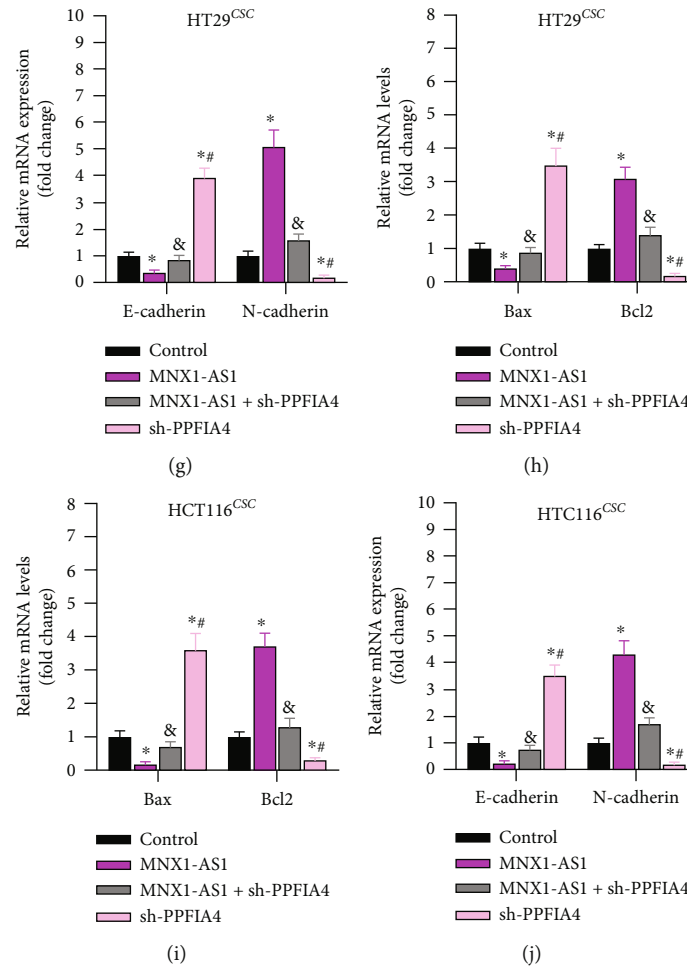 HT29CSC
Relative mRNA expression
(fold change)
10
9
8
7
6
5
4
3
2
1
0
*
&
*#
*
&
*#
E-cadherin N-cadherin
Control
MNX1-AS1
MNX1-AS1 + sh-PPFIA4
sh-PPFIA4
(g)
HT29CSC
Relative mRNA levels
(fold change)
8
7
6
5
4
3
2
1
0
*
&
*#
*
&
*#
Bax Bcl2
Control
MNX1-AS1
MNX1-AS1 + sh-PPFIA4
sh-PPFIA4
(h)
HCT116CSC
Relative mRNA levels
(fold change)
8
7
6
5
4
3
2
1
0
*
&
*#
*
&
*#
Bax Bcl2
Control
MNX1-AS1
MNX1-AS1 + sh-PPFIA4
sh-PPFIA4
(i)
HTC116CSC
Relative mRNA expression
(fold change)
10
9
8
7
6
5
4
3
2
1
0
*
&
*#
*
&
*#
E-cadherin N-cadherin
Control
MNX1-AS1
MNX1-AS1 + sh-PPFIA4
sh-PPFIA4
(j)